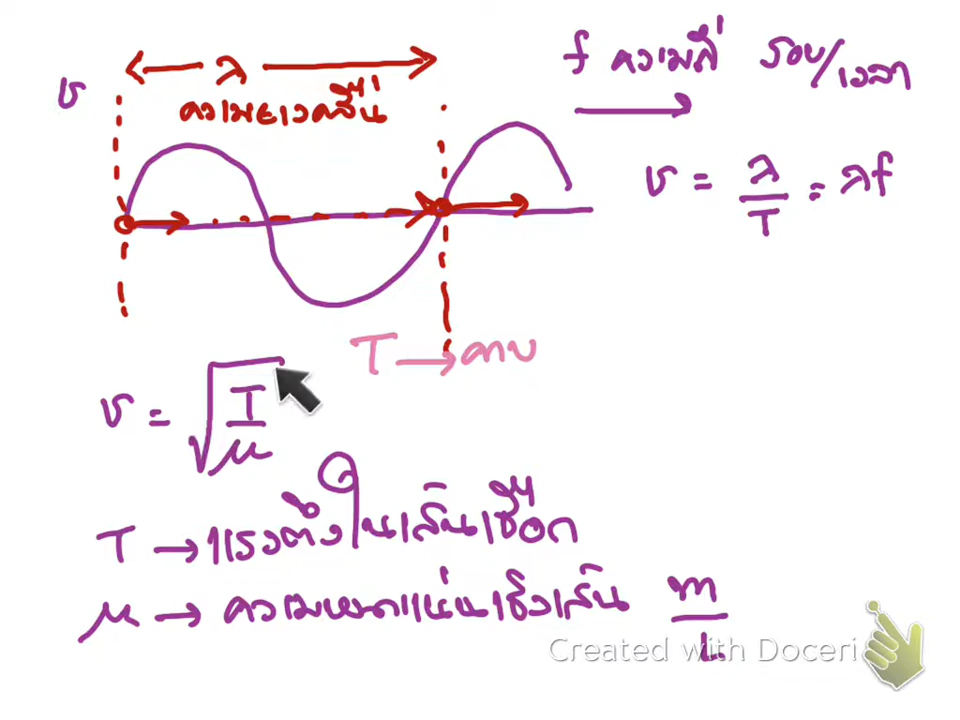 f ความถี่ รอบ/เวลา
λ
v
ความยาวคลื่น
v = λ/T = λf
T → คาบ
v = √(T/μ)
T → แรงตึงในเส้นเชือก
μ → ความหนาแน่นเชิงเส้น m/L
Created with Doceri